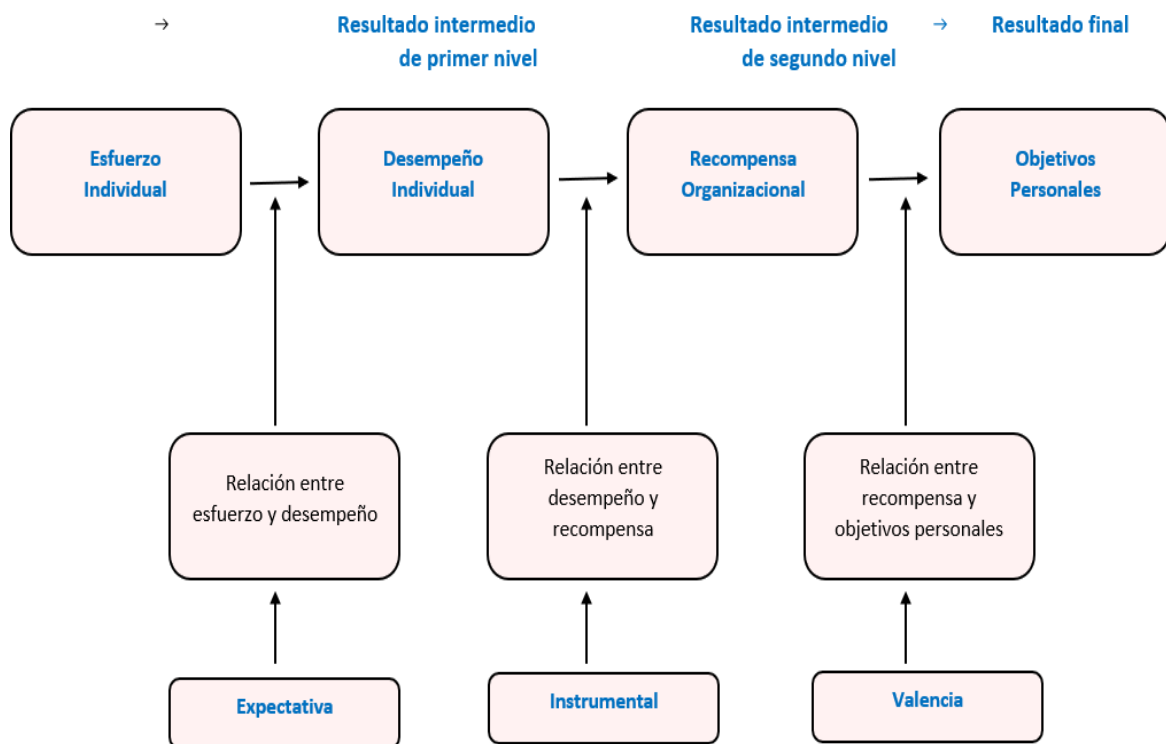 → Resultado intermedio Resultado intermedio → Resultado final
de primer nivel de segundo nivel
Esfuerzo
Individual
Desempeño
Individual
Recompensa
Organizacional
Objetivos
Personales
Relación entre
esfuerzo y desempeño
Relación entre
desempeño y
recompensa
Relación entre
recompensa y
objetivos personales
Expectativa
Instrumental
Valencia